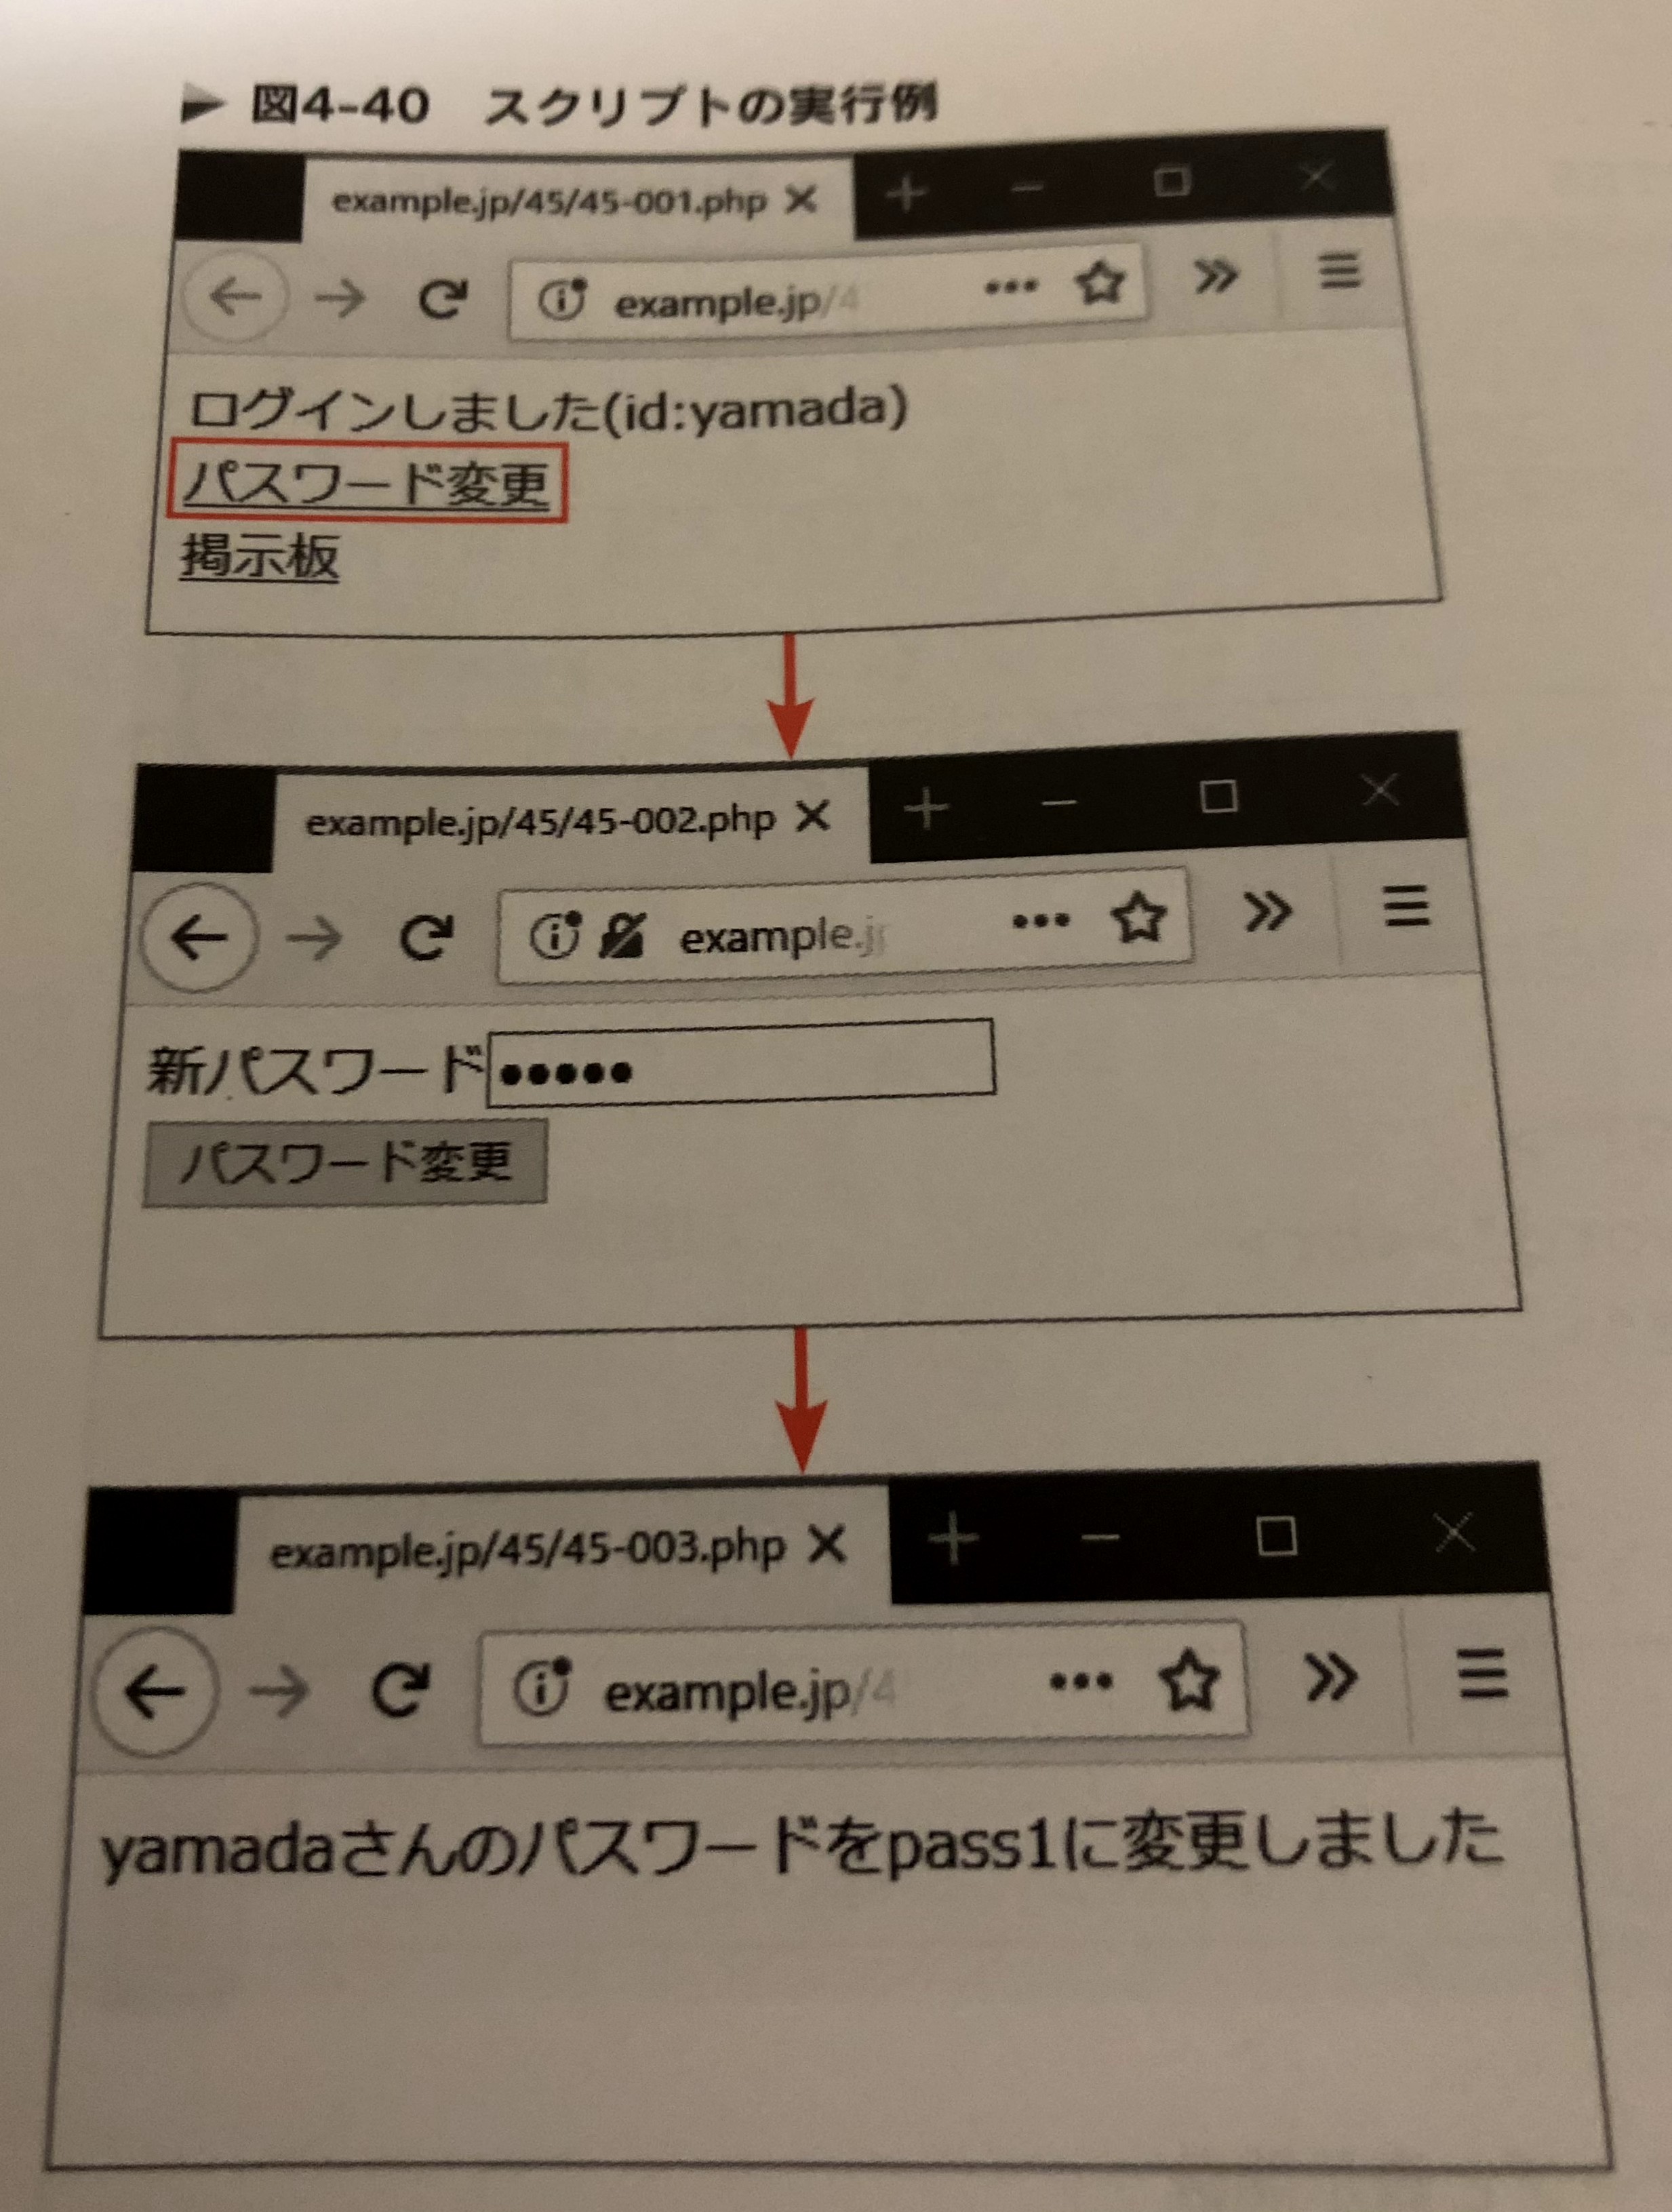 ▶ 図4-40 スクリプトの実行例
example.jp/45/45-001.php
example.jp/4
ログインしました(id:yamada)
パスワード変更
掲示板
example.jp/45/45-002.php
example.j
新パスワード●●●●●
パスワード変更
example.jp/45/45-003.php
example.jp/4
yamadaさんのパスワードをpass1に変更しました